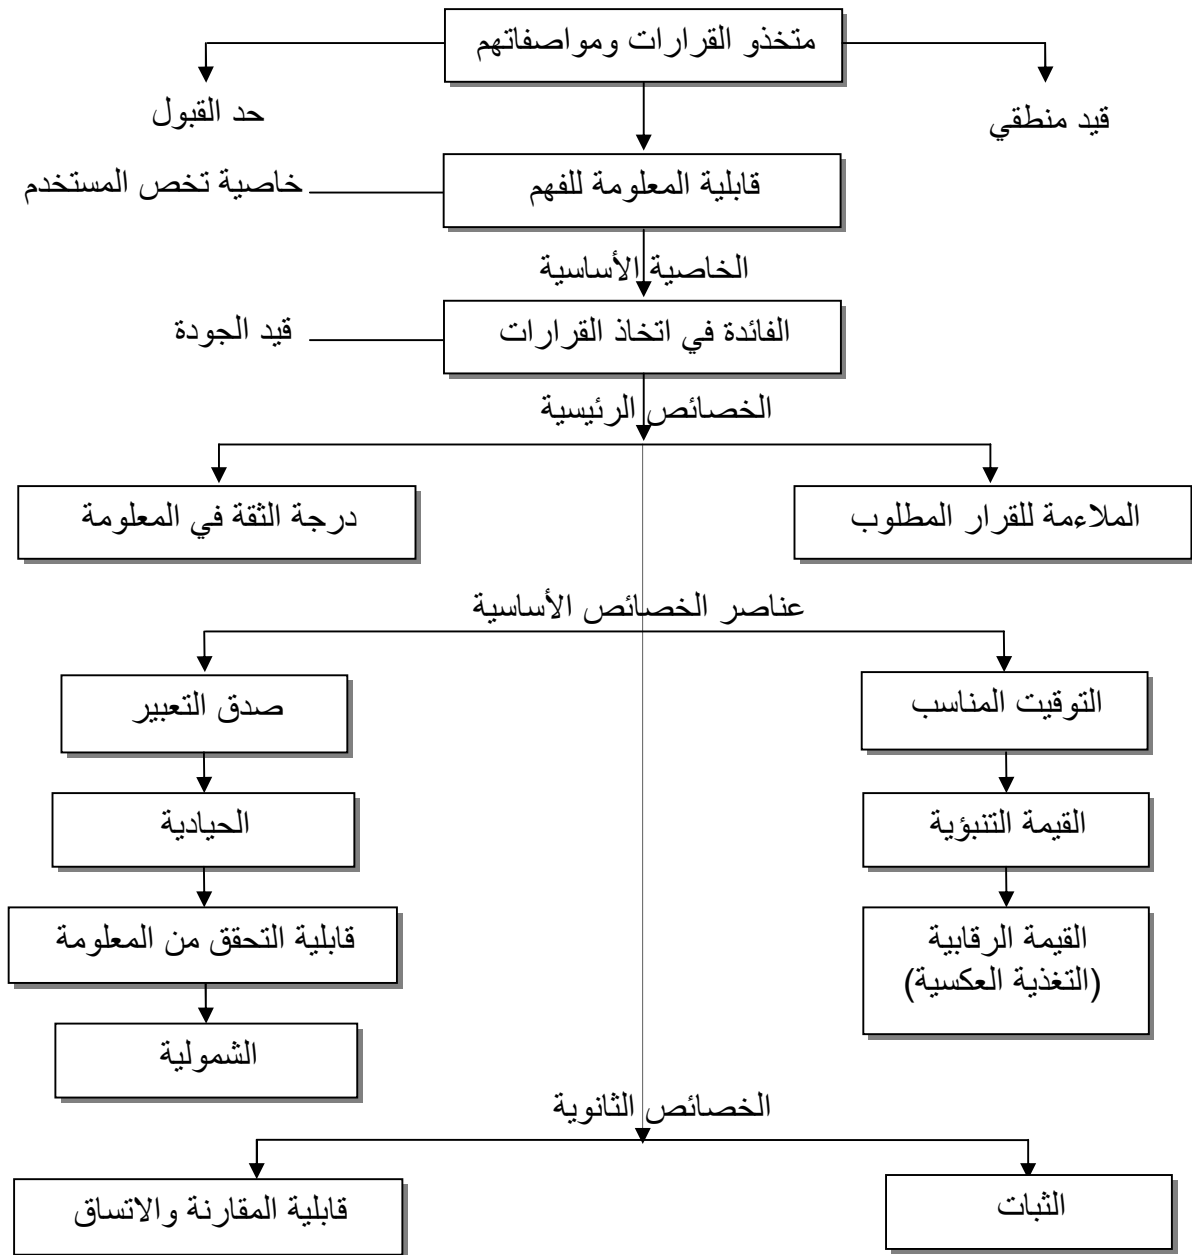 متخذو القرارات ومواصفاتهم
قيد منطقي
حد القبول
قابلية المعلومة للفهم
خاصية تخص المستخدم
الخاصية الأساسية
الفائدة في اتخاذ القرارات
قيد الجودة
الخصائص الرئيسية
الملاءمة للقرار المطلوب
درجة الثقة في المعلومة
عناصر الخصائص الأساسية
التوقيت المناسب
صدق التعبير
القيمة التنبؤية
الحيادية
القيمة الرقابية
(التغذية العكسية)
قابلية التحقق من المعلومة
الشمولية
الخصائص الثانوية
الثبات
قابلية المقارنة والاتساق